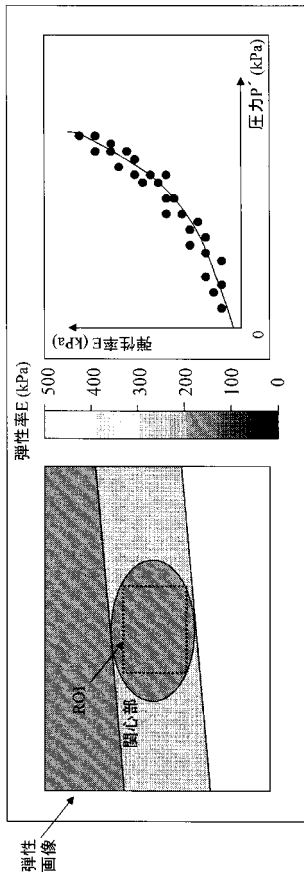 弾性
画像
ROI
関心部
弾性率E (kPa)
500
400
300
200
100
0
弾性率E (kPa)
0
圧力P´ (kPa)